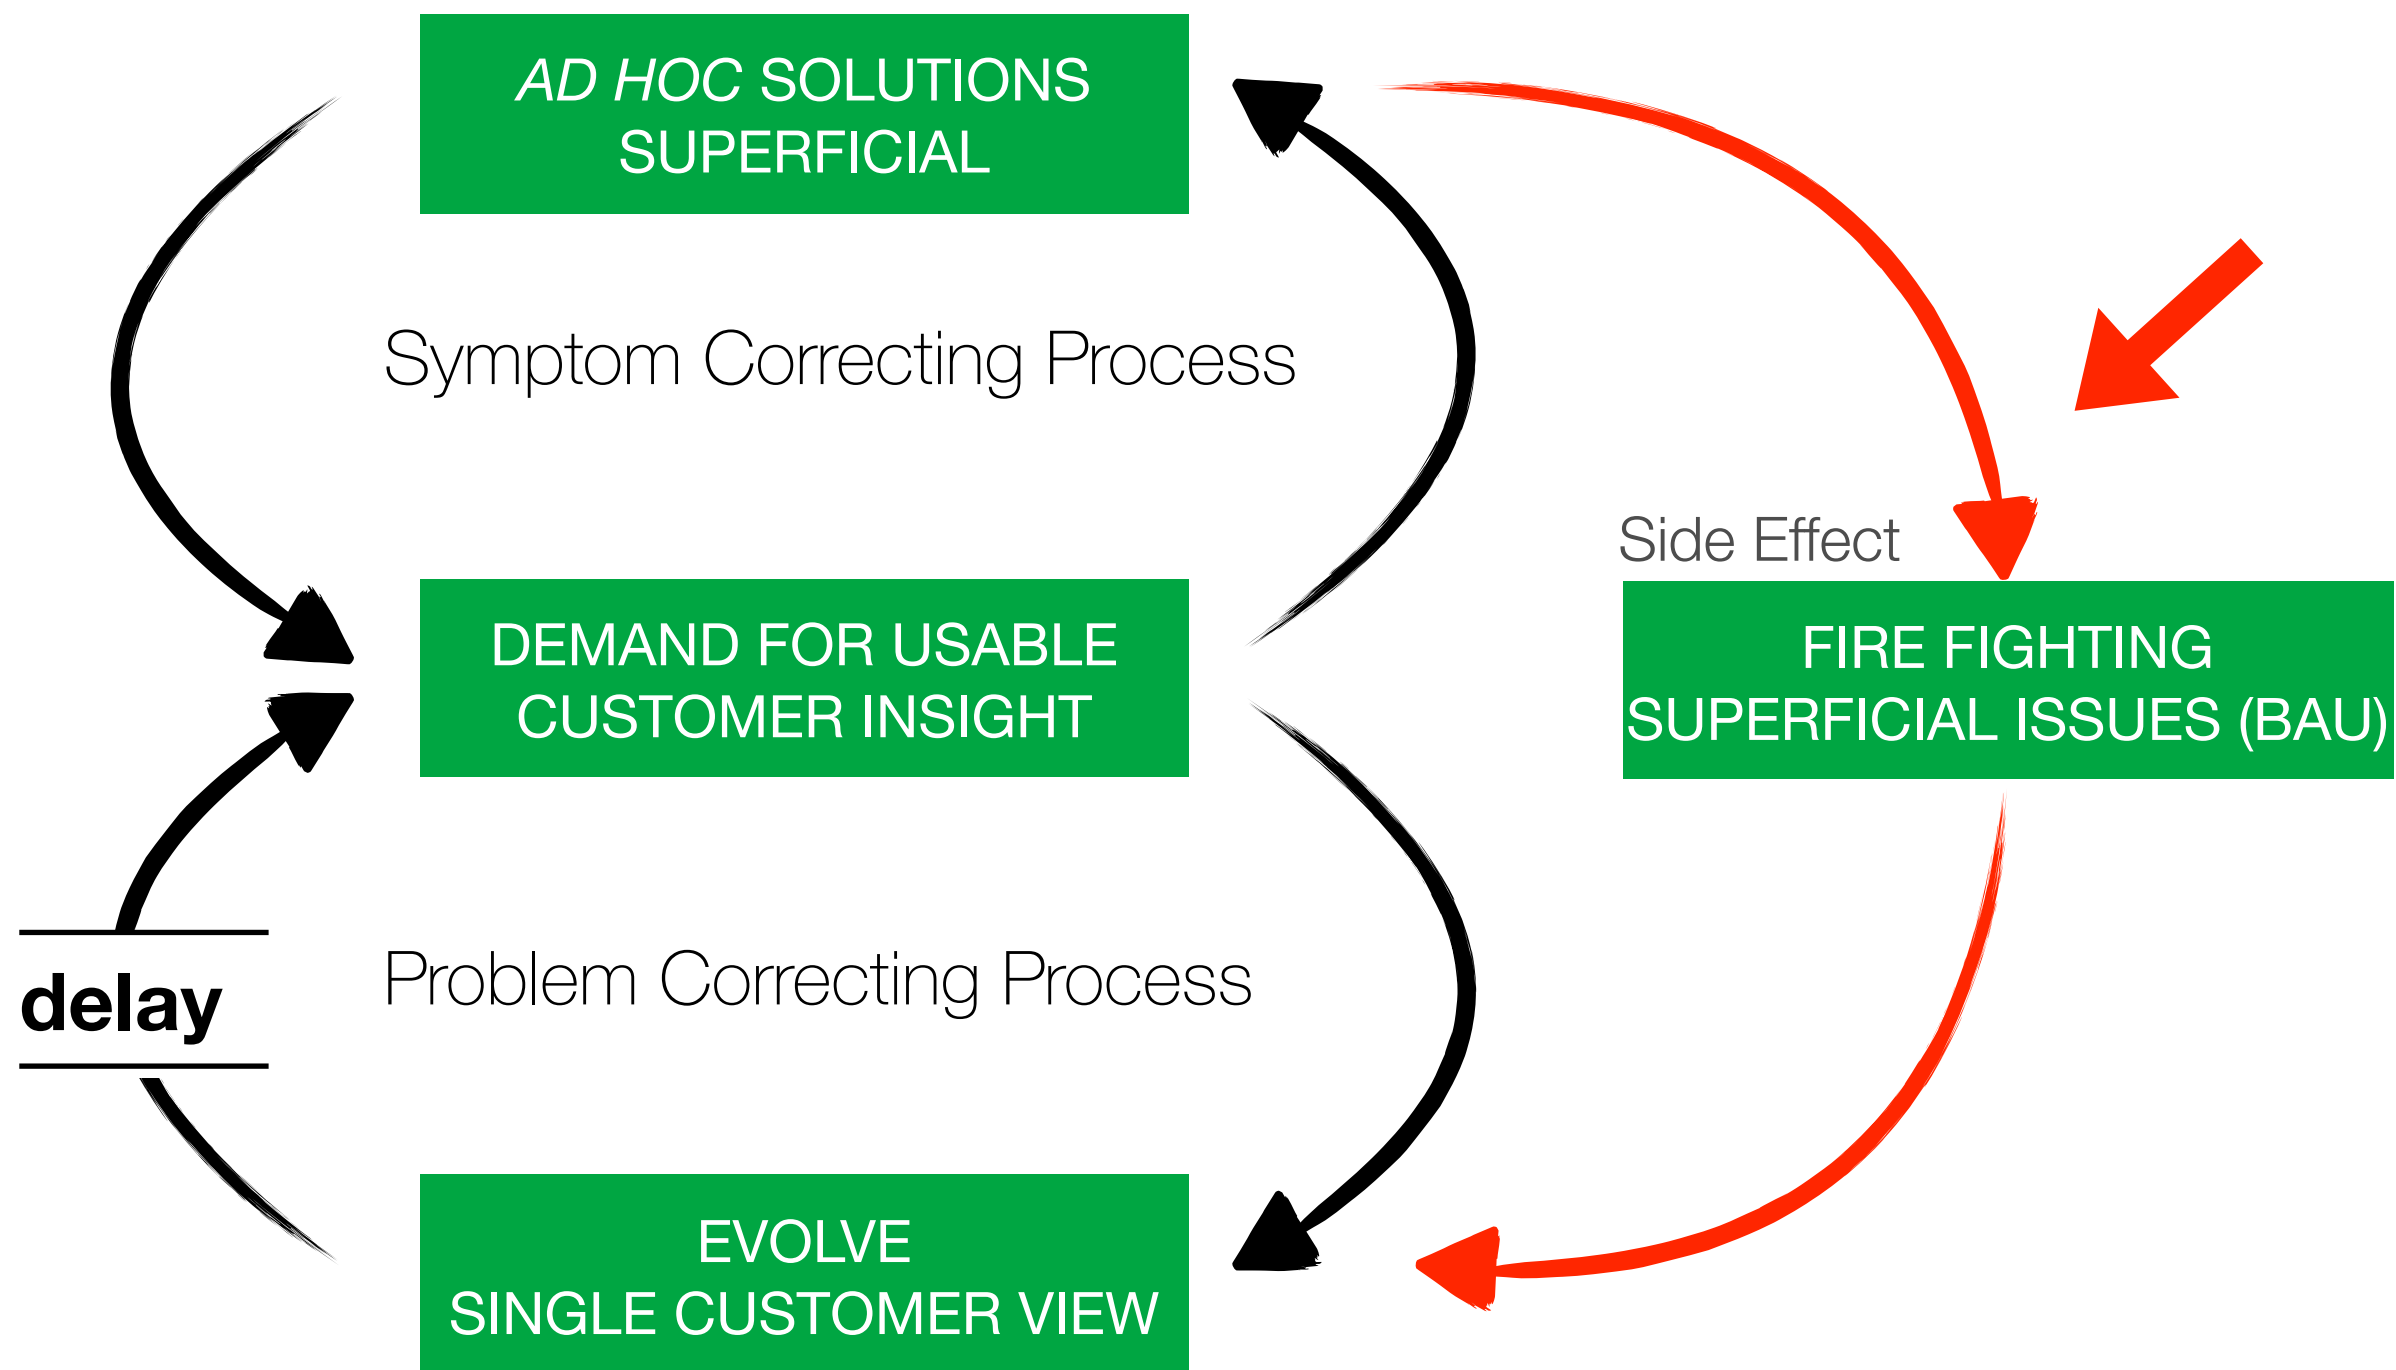 AD HOC SOLUTIONS
SUPERFICIAL
Symptom Correcting Process
Side Effect
DEMAND FOR USABLE
CUSTOMER INSIGHT
FIRE FIGHTING
SUPERFICIAL ISSUES (BAU)
delay
Problem Correcting Process
EVOLVE
SINGLE CUSTOMER VIEW